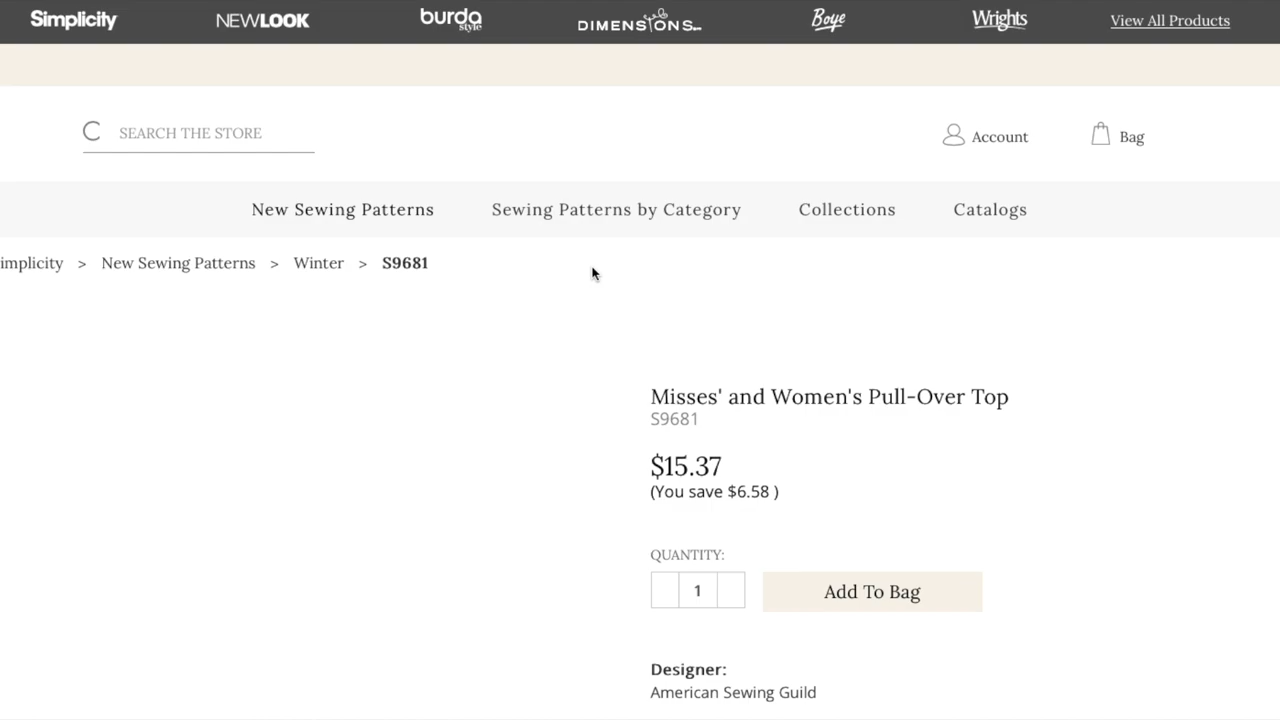 Simplicity NEWLOOK burda style DIMENSIONS Boye Wrights View All Products
SEARCH THE STORE Account Bag
New Sewing Patterns Sewing Patterns by Category Collections Catalogs
implicity > New Sewing Patterns > Winter > S9681
Misses' and Women's Pull-Over Top
S9681
$15.37
(You save $6.58 )
QUANTITY:
1 Add To Bag
Designer:
American Sewing Guild